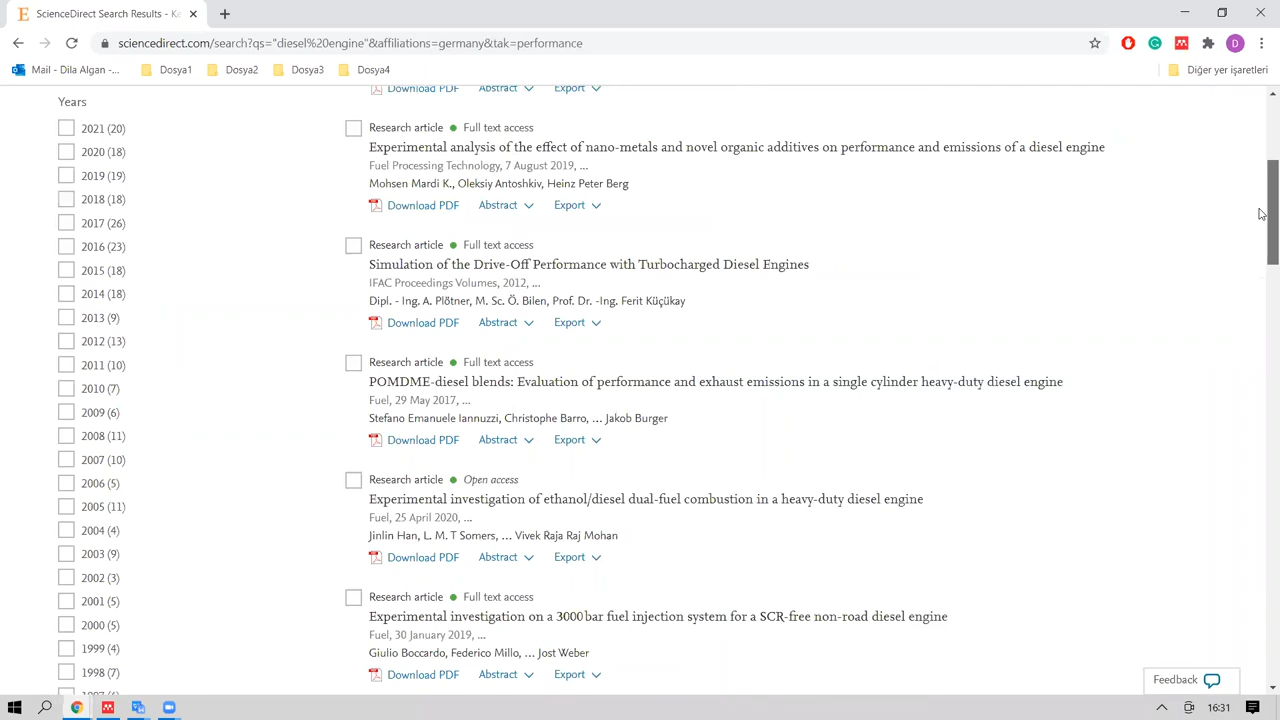 ScienceDirect Search Results - Ke
sciencedirect.com/search?qs="diesel%20engine"&affiliations=germany&tak=performance
Mail - Dila Algan -...
Dosya1
Dosya2
Dosya3
Dosya4
Diğer yer işaretleri
Years
2021 (20)
2020 (18)
2019 (19)
2018 (18)
2017 (26)
2016 (23)
2015 (18)
2014 (18)
2013 (9)
2012 (13)
2011 (10)
2010 (7)
2009 (6)
2008 (11)
2007 (10)
2006 (5)
2005 (11)
2004 (4)
2003 (9)
2002 (3)
2001 (5)
2000 (5)
1999 (4)
1998 (7)
Download PDF Abstract Export
Research article Full text access
Experimental analysis of the effect of nano-metals and novel organic additives on performance and emissions of a diesel engine
Fuel Processing Technology, 7 August 2019, ...
Mohsen Mardi K., Oleksiy Antoshkiv, Heinz Peter Berg
Download PDF Abstract Export
Research article Full text access
Simulation of the Drive-Off Performance with Turbocharged Diesel Engines
IFAC Proceedings Volumes, 2012, ...
Dipl. - Ing. A. Plötner, M. Sc. Ö. Bilen, Prof. Dr. -Ing. Ferit Küçükay
Download PDF Abstract Export
Research article Full text access
POMDME-diesel blends: Evaluation of performance and exhaust emissions in a single cylinder heavy-duty diesel engine
Fuel, 29 May 2017, ...
Stefano Emanuele Iannuzzi, Christophe Barro, ... Jakob Burger
Download PDF Abstract Export
Research article Open access
Experimental investigation of ethanol/diesel dual-fuel combustion in a heavy-duty diesel engine
Fuel, 25 April 2020, ...
Jinlin Han, L. M. T Somers, ... Vivek Raja Raj Mohan
Download PDF Abstract Export
Research article Full text access
Experimental investigation on a 3000 bar fuel injection system for a SCR-free non-road diesel engine
Fuel, 30 January 2019, ...
Giulio Boccardo, Federico Millo, ... Jost Weber
Download PDF Abstract Export
Feedback
16:31